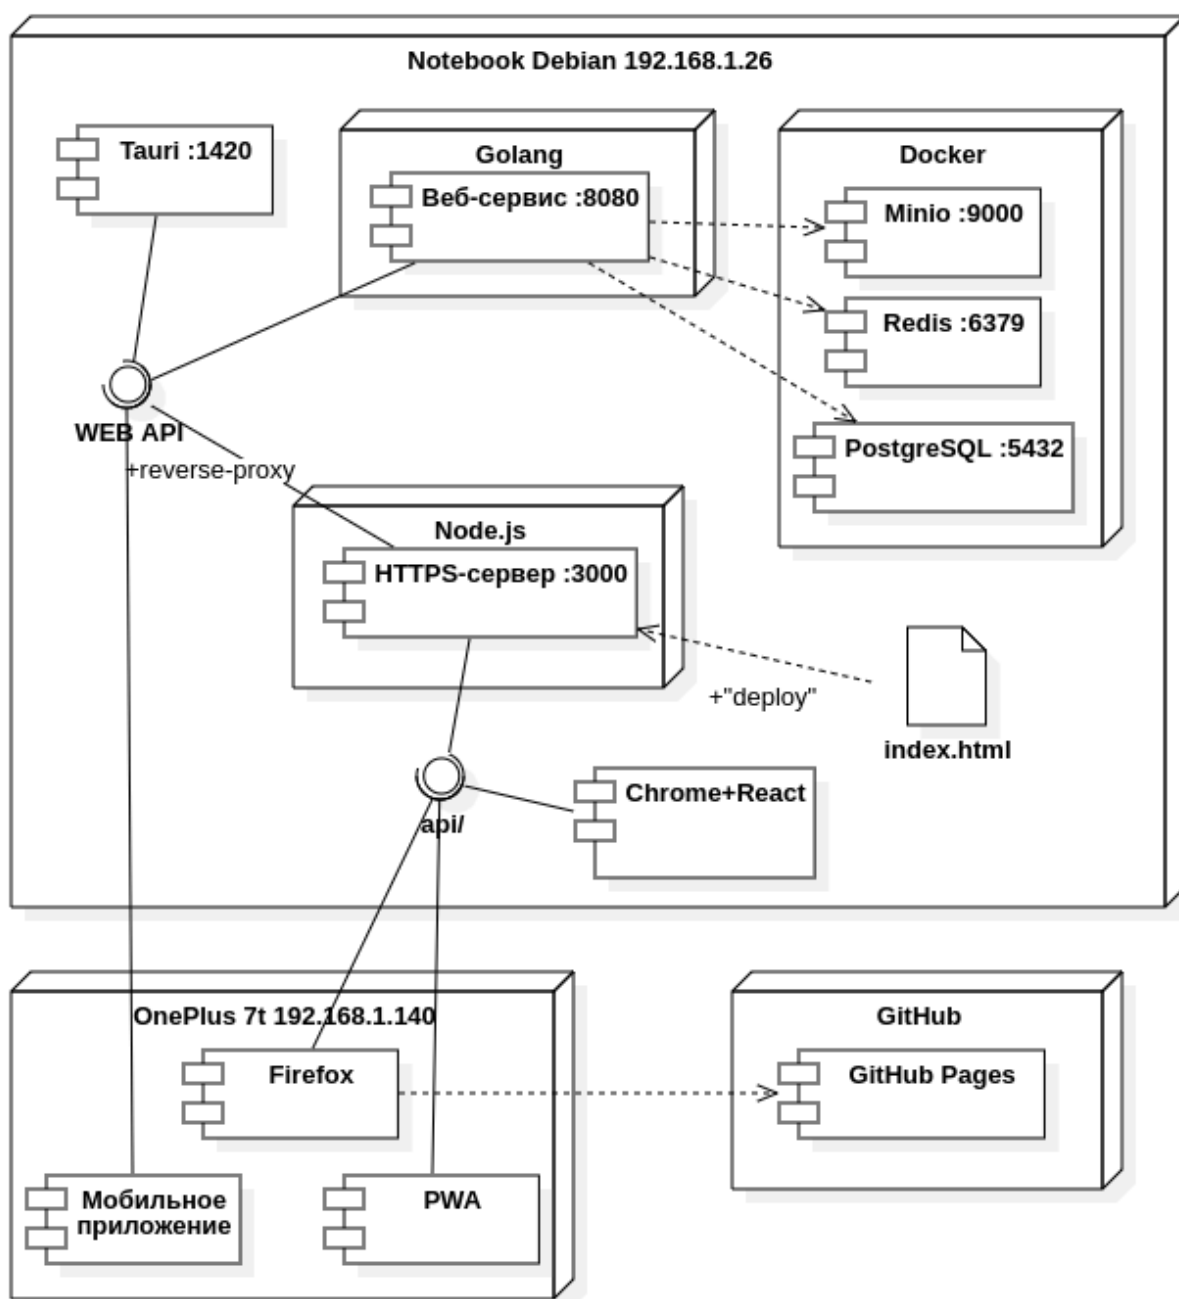 Notebook Debian 192.168.1.26
Tauri :1420
Golang
Веб-сервис :8080
Docker
Minio :9000
Redis :6379
PostgreSQL :5432
WEB API
+reverse-proxy
Node.js
HTTPS-сервер :3000
+"deploy"
index.html
api/
Chrome+React
OnePlus 7t 192.168.1.140
Firefox
Мобильное
приложение
PWA
GitHub
GitHub Pages